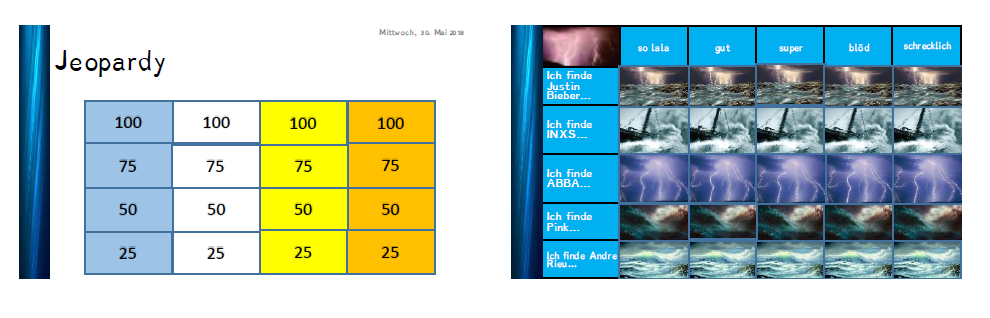 Mittwoch, 30. Mai 2018
Jeopardy
100 100 100 100
75 75 75 75
50 50 50 50
25 25 25 25
so lala gut super blöd schrecklich
Ich finde
Justin
Bieber...
Ich finde
INXS...
Ich finde
ABBA...
Ich finde
Pink...
Ich finde Andre
Rieu...